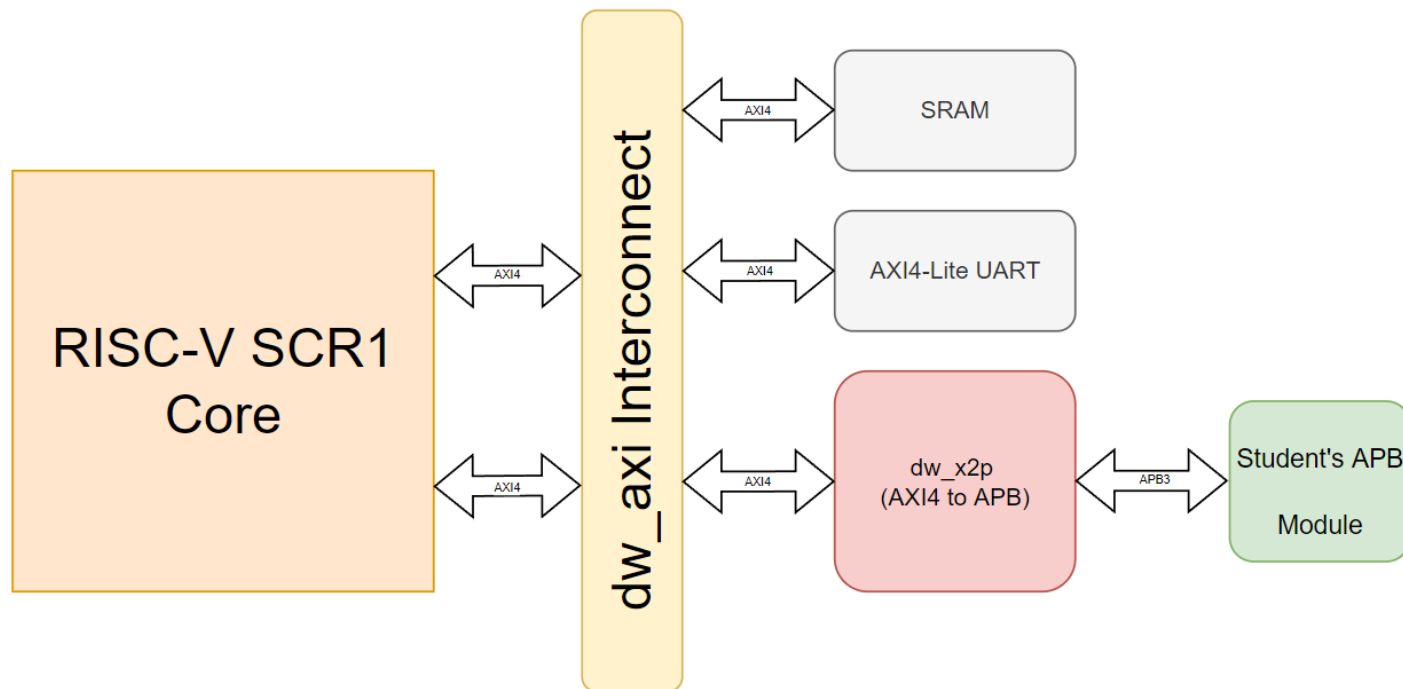 RISC-V SCR1
Core
AXI4
AXI4
dw_axi Interconnect
AXI4
SRAM
AXI4
AXI4-Lite UART
AXI4
dw_x2p
(AXI4 to APB)
APB3
Student's APB
Module